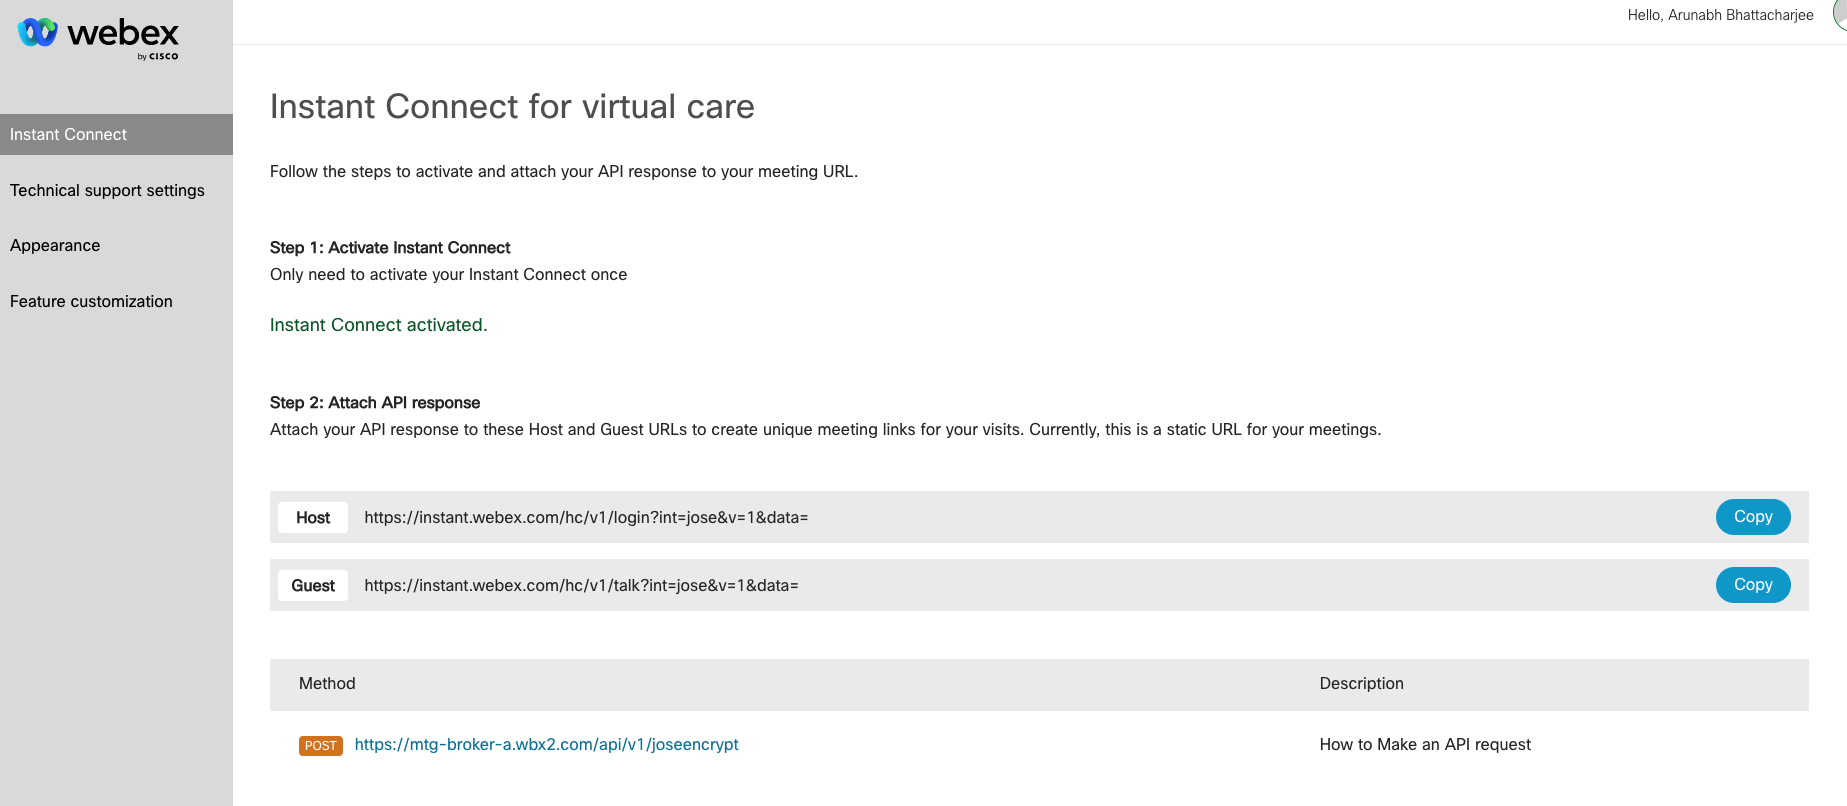 webex
by CISCO
Hello, Arunabh Bhattacharjee
Instant Connect
Technical support settings
Appearance
Feature customization
Instant Connect for virtual care
Follow the steps to activate and attach your API response to your meeting URL.
Step 1: Activate Instant Connect
Only need to activate your Instant Connect once
Instant Connect activated.
Step 2: Attach API response
Attach your API response to these Host and Guest URLs to create unique meeting links for your visits. Currently, this is a static URL for your meetings.
Host https://instant.webex.com/hc/v1/login?int=jose&v=1&data= Copy
Guest https://instant.webex.com/hc/v1/talk?int=jose&v=1&data= Copy
Method Description
POST https://mtg-broker-a.wbx2.com/api/v1/joseencrypt How to Make an API request